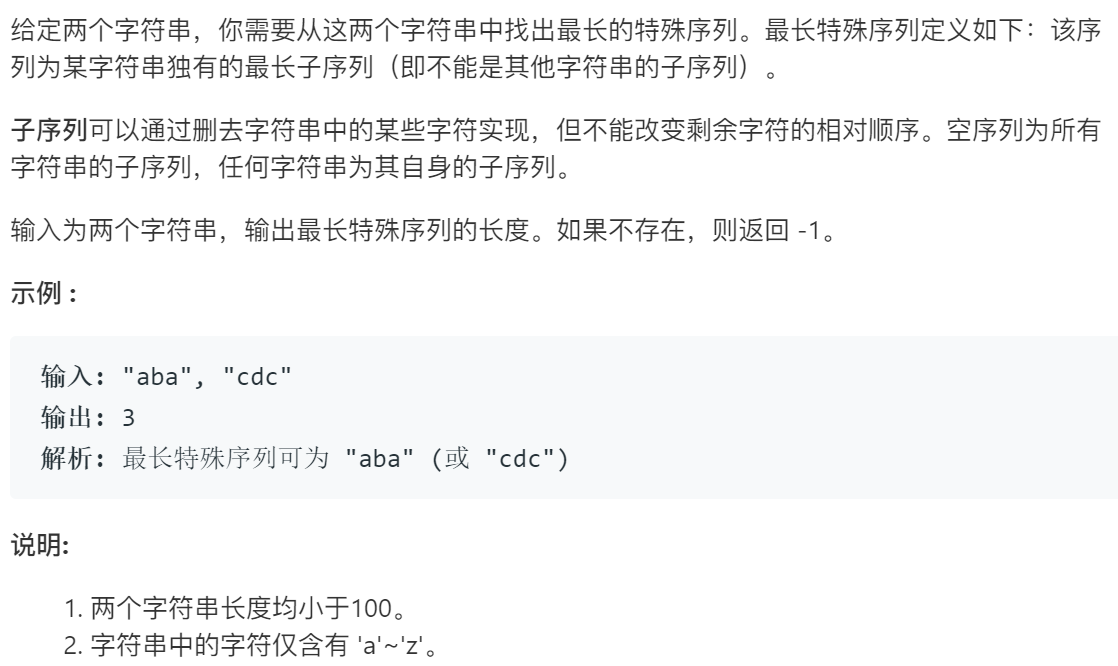 给定两个字符串，你需要从这两个字符串中找出最长的特殊序列。最长特殊序列定义如下：该序
列为某字符串独有的最长子序列（即不能是其他字符串的子序列）。
子序列可以通过删去字符串中的某些字符实现，但不能改变剩余字符的相对顺序。空序列为所有
字符串的子序列，任何字符串为其自身的子序列。
输入为两个字符串，输出最长特殊序列的长度。如果不存在，则返回 -1。
示例 :
输入: "aba", "cdc"
输出: 3
解析: 最长特殊序列可为 "aba" (或 "cdc")
说明:
1. 两个字符串长度均小于100。
2. 字符串中的字符仅含有 'a'~'z'。